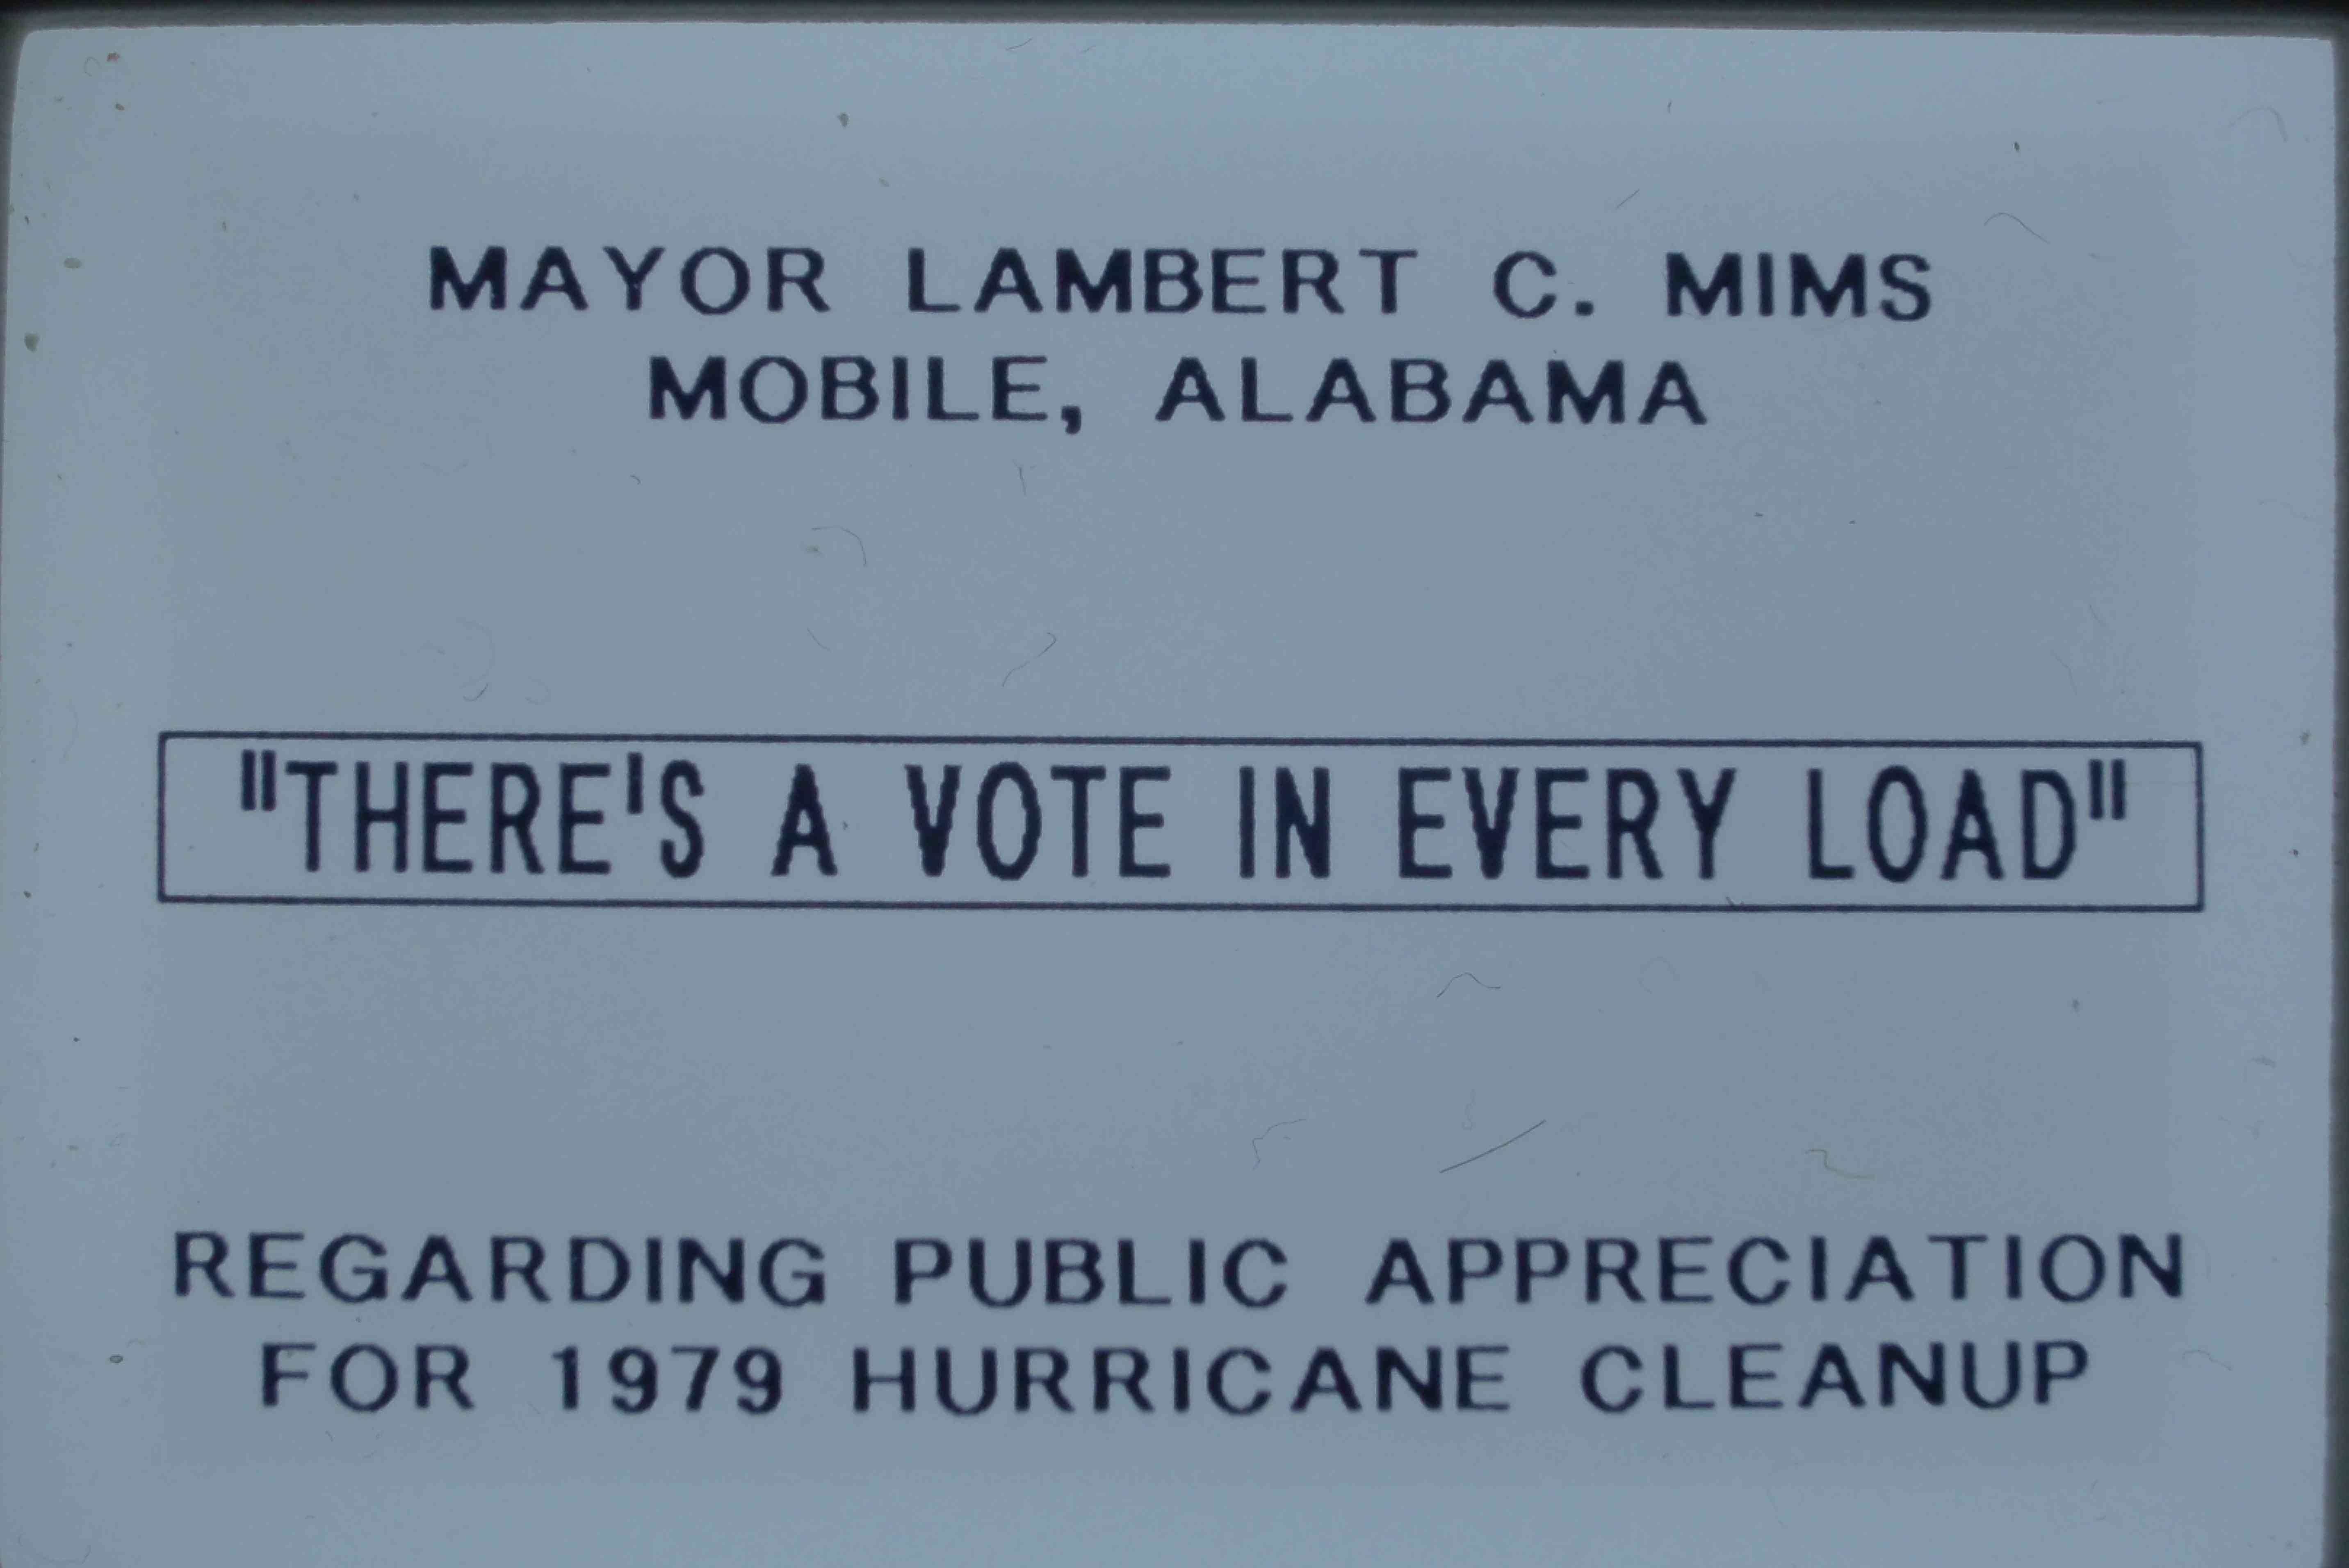 MAYOR LAMBERT C. MIMS
MOBILE, ALABAMA
"THERE'S A VOTE IN EVERY LOAD"
REGARDING PUBLIC APPRECIATION
FOR 1979 HURRICANE CLEANUP